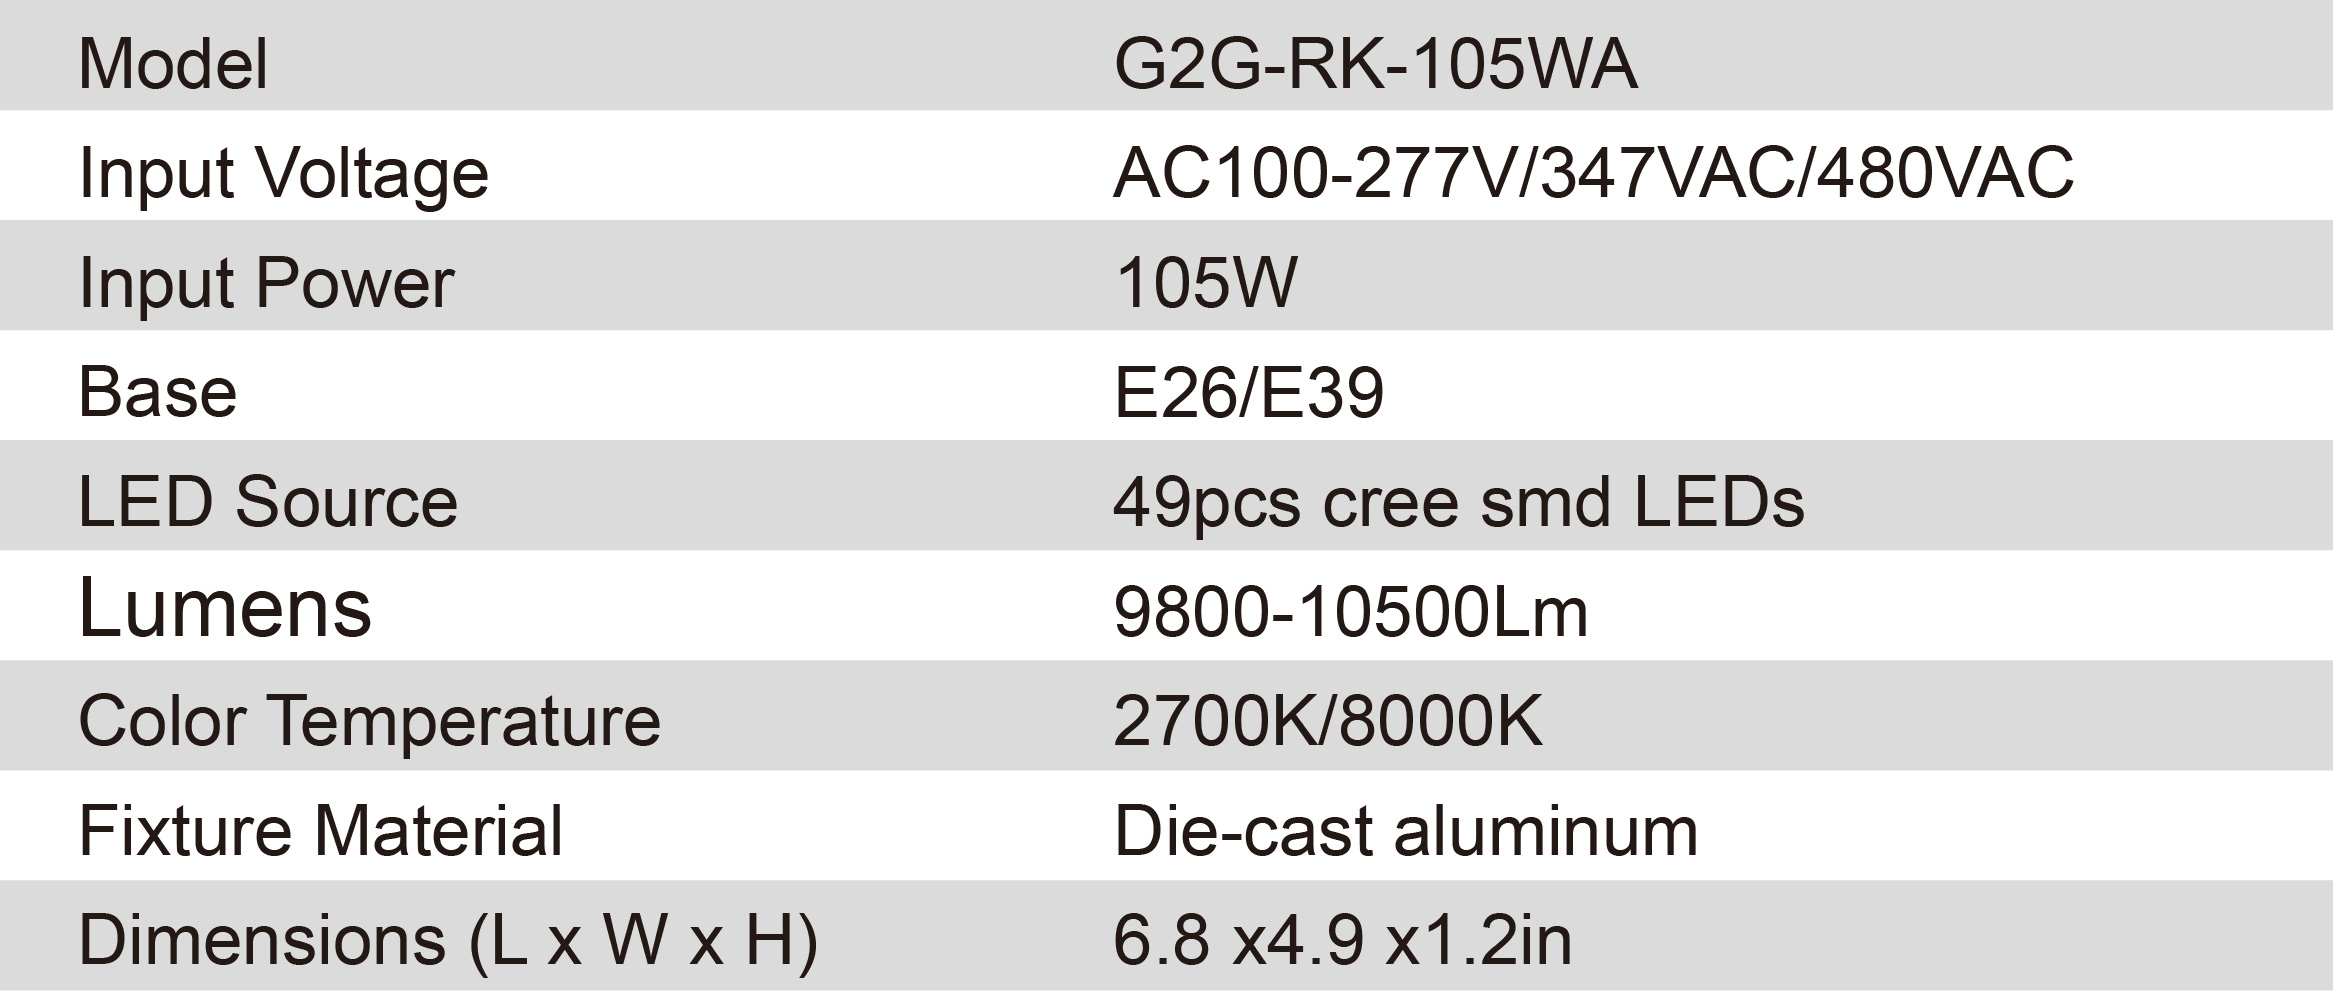 Model G2G-RK-105WA
Input Voltage AC100-277V/347VAC/480VAC
Input Power 105W
Base E26/E39
LED Source 49pcs cree smd LEDs
Lumens 9800-10500Lm
Color Temperature 2700K/8000K
Fixture Material Die-cast aluminum
Dimensions (L x W x H) 6.8 x4.9 x1.2in